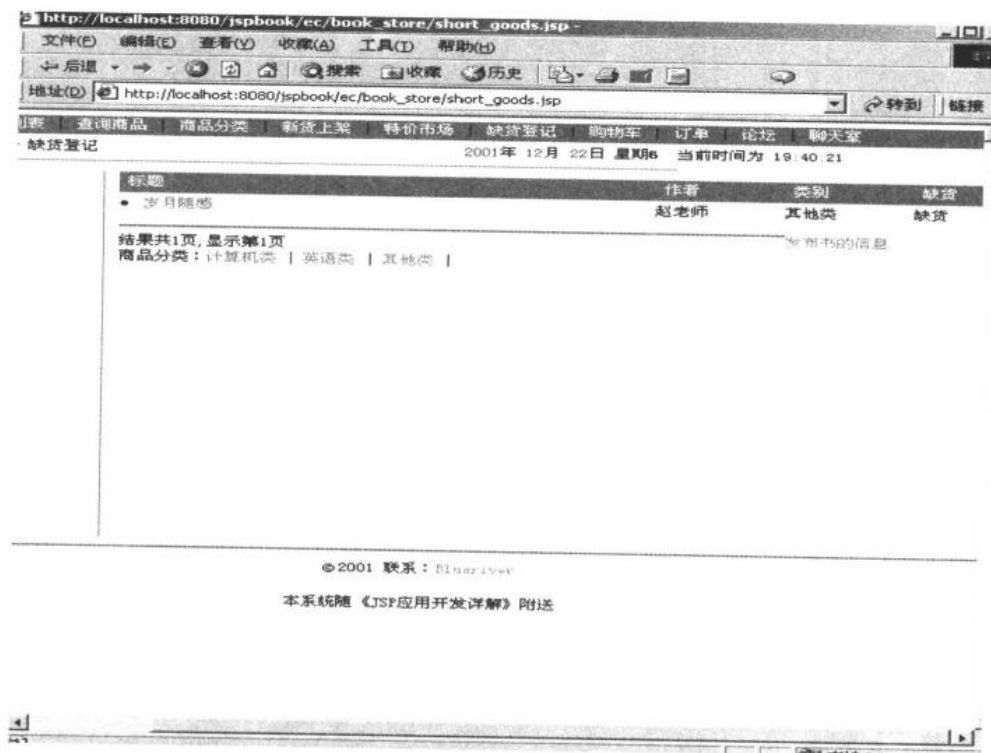 http://localhost:8080/jspbook/ec/book_store/short_goods.jsp -
文件(F) 编辑(E) 查看(V) 收藏(A) 工具(T) 帮助(H)
后退 搜索 收藏 历史
地址(D) http://localhost:8080/jspbook/ec/book_store/short_goods.jsp 转到 链接
列表 查询商品 商品分类 新货上架 特价市场 缺货登记 购物车 订单 论坛 聊天室
· 缺货登记 2001年 12月 22日 星期6 当前时间为 19:40:21
标题 作者 类别 缺货
• 岁月随感 赵老师 其他类 缺货
结果共1页, 显示第1页 发布书的信息
商品分类：计算机类 | 英语类 | 其他类 |
©2001 联系：Blueriver
本系统随《JSP应用开发详解》附送